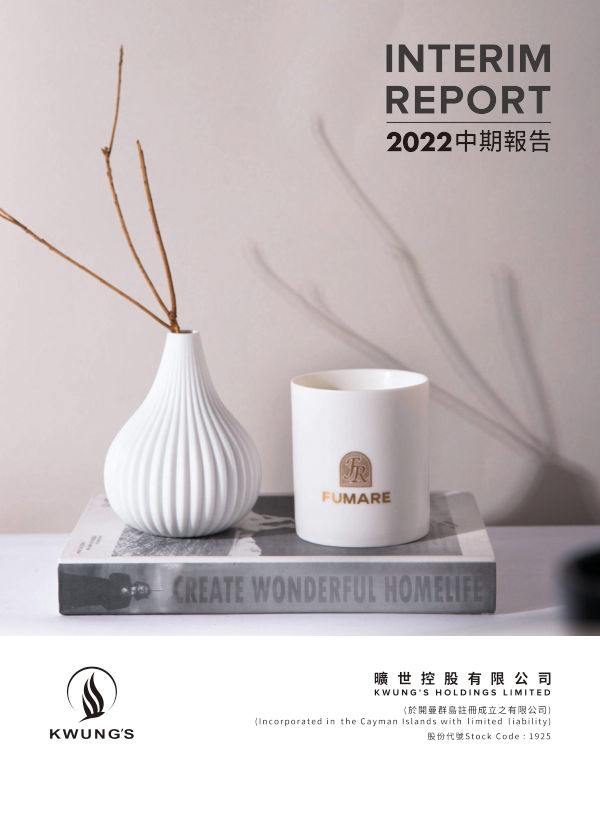 INTERIM
REPORT
2022中期報告
FR
FUMARE
CREATE WONDERFUL HOMELIFE
KWUNG'S
曠世控股有限公司
KWUNG'S HOLDINGS LIMITED
(於開曼群島註冊成立之有限公司)
(Incorporated in the Cayman Islands with limited liability)
股份代號Stock Code : 1925